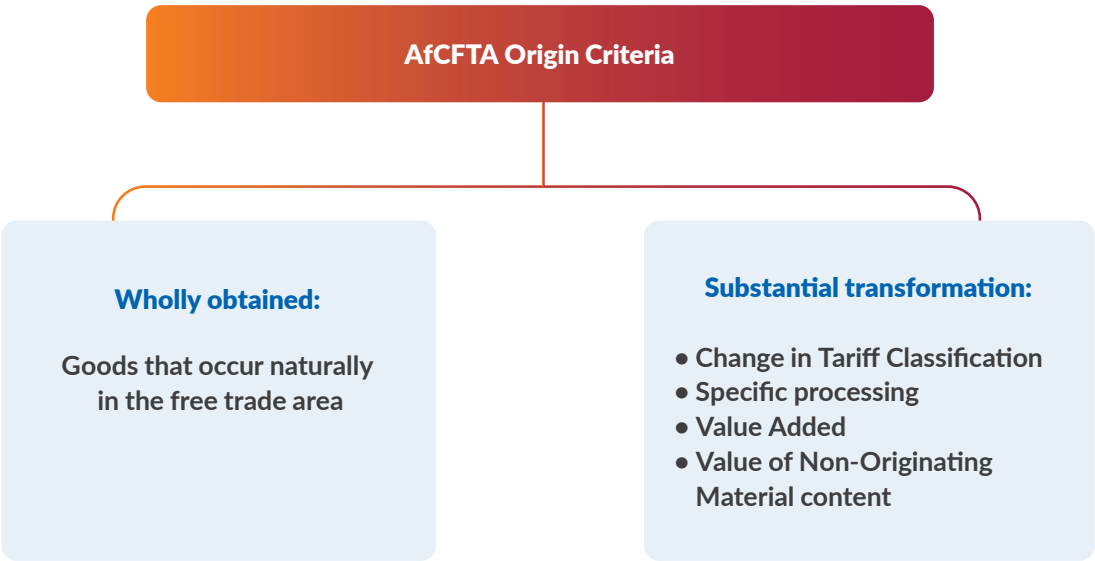 AfCFTA Origin Criteria
Wholly obtained:
Goods that occur naturally
in the free trade area
Substantial transformation:
● Change in Tariff Classification
● Specific processing
● Value Added
● Value of Non-Originating
Material content